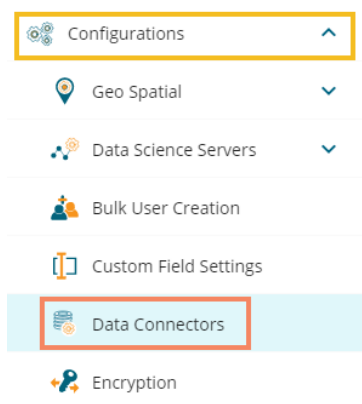 Configurations
Geo Spatial
Data Science Servers
Bulk User Creation
Custom Field Settings
Data Connectors
Encryption